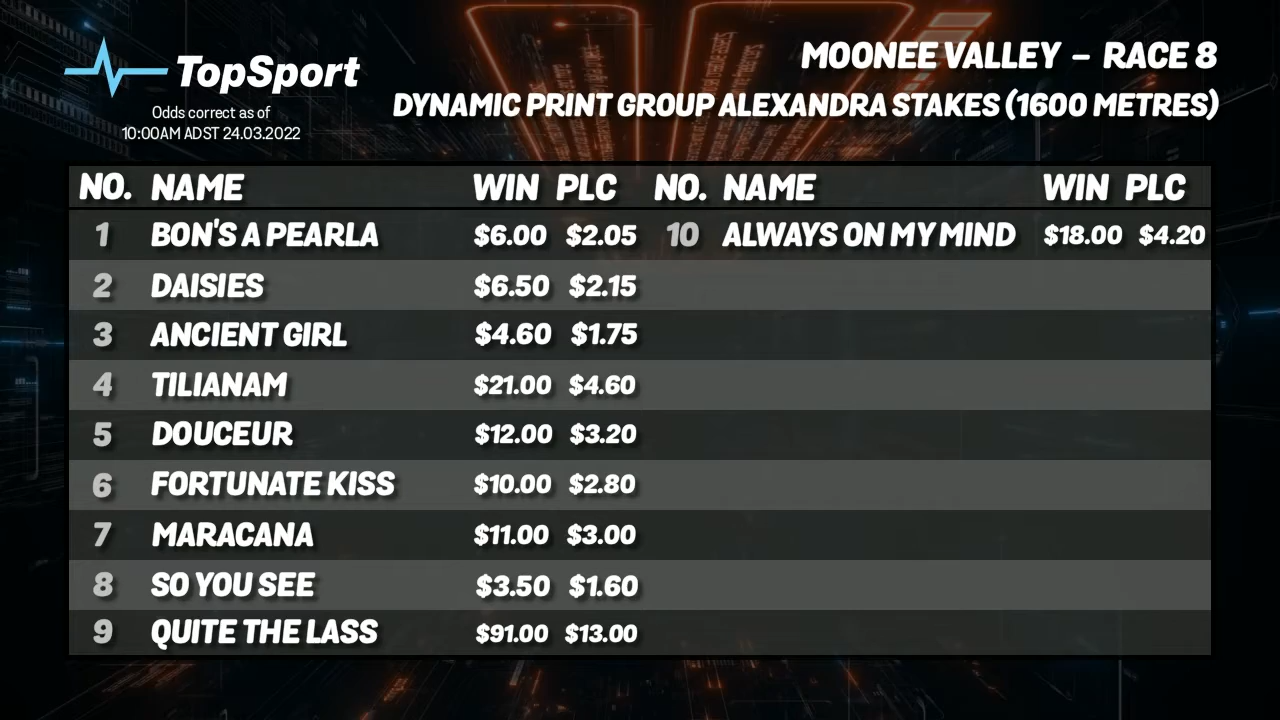 TopSport
Odds correct as of
10:00AM ADST 24.03.2022
MOONEE VALLEY – RACE 8
DYNAMIC PRINT GROUP ALEXANDRA STAKES (1600 METRES)
NO. NAME WIN PLC NO. NAME WIN PLC
1 BON'S A PEARLA $6.00 $2.05 10 ALWAYS ON MY MIND $18.00 $4.20
2 DAISIES $6.50 $2.15
3 ANCIENT GIRL $4.60 $1.75
4 TILIANAM $21.00 $4.60
5 DOUCEUR $12.00 $3.20
6 FORTUNATE KISS $10.00 $2.80
7 MARACANA $11.00 $3.00
8 SO YOU SEE $3.50 $1.60
9 QUITE THE LASS $91.00 $13.00